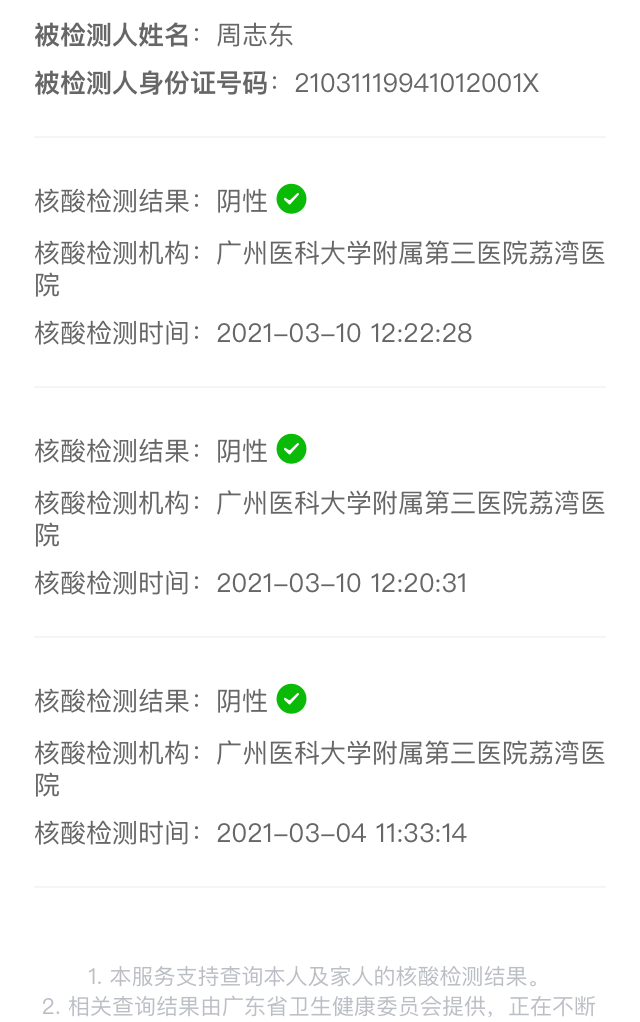 被检测人姓名：周志东
被检测人身份证号码：21031119941012001X
核酸检测结果：阴性
核酸检测机构：广州医科大学附属第三医院荔湾医
院
核酸检测时间：2021-03-10 12:22:28
核酸检测结果：阴性
核酸检测机构：广州医科大学附属第三医院荔湾医
院
核酸检测时间：2021-03-10 12:20:31
核酸检测结果：阴性
核酸检测机构：广州医科大学附属第三医院荔湾医
院
核酸检测时间：2021-03-04 11:33:14
1. 本服务支持查询本人及家人的核酸检测结果。
2. 相关查询结果由广东省卫生健康委员会提供，正在不断